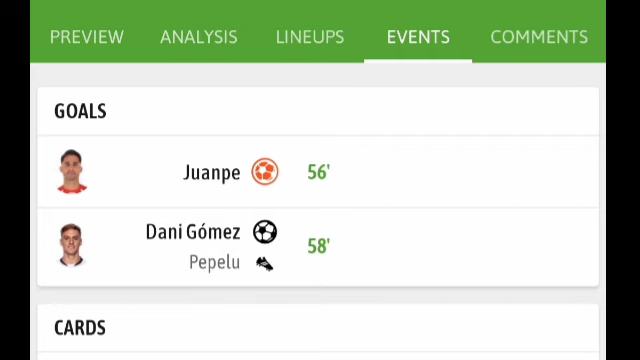 PREVIEW ANALYSIS LINEUPS EVENTS COMMENTS
GOALS
Juanpe 56'
Dani Gómez 58'
Pepelu
CARDS